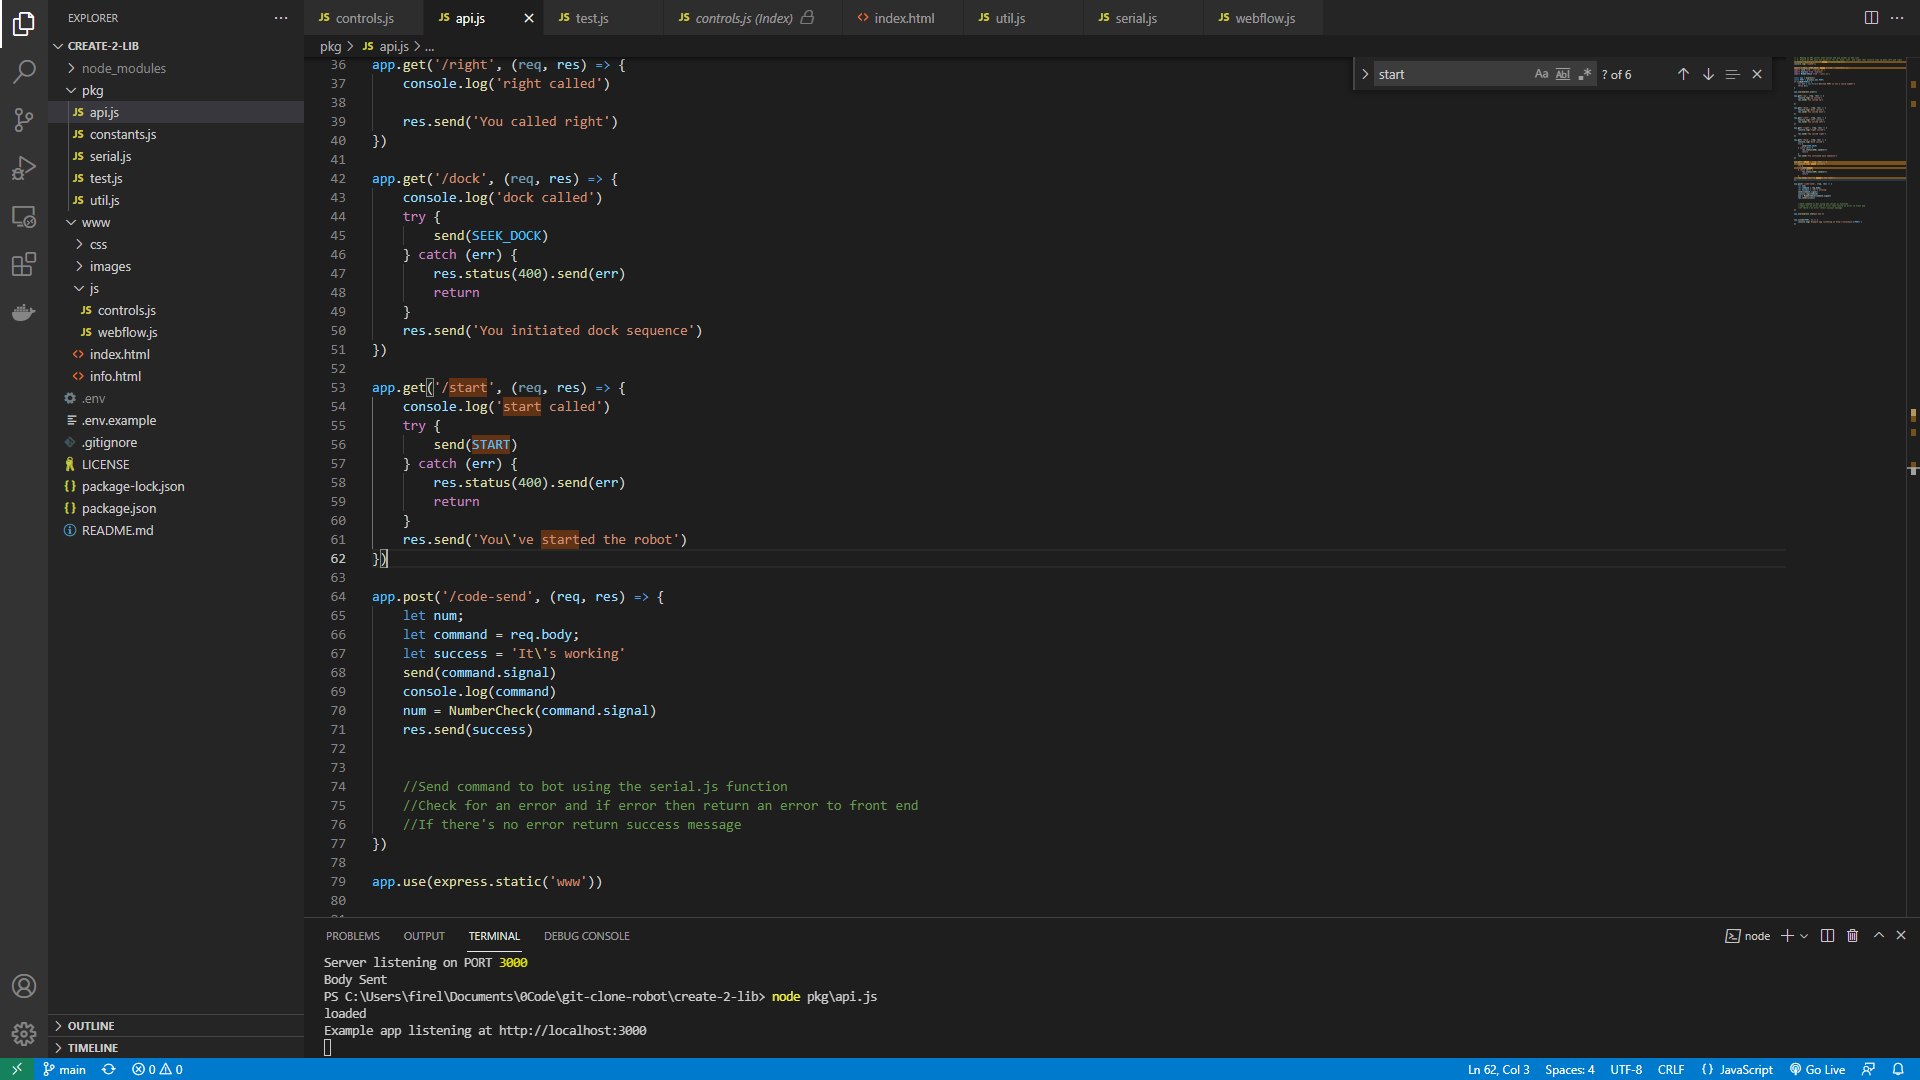 EXPLORER
CREATE-2-LIB
node_modules
pkg
JS api.js
JS constants.js
JS serial.js
JS test.js
JS util.js
www
css
images
js
JS controls.js
JS webflow.js
<> index.html
<> info.html
.env
.env.example
.gitignore
LICENSE
{} package-lock.json
{} package.json
README.md
OUTLINE
TIMELINE
JS controls.js JS api.js JS test.js JS controls.js (Index) <> index.html JS util.js JS serial.js JS webflow.js
pkg > JS api.js > ...
start Aa Abl .* ? of 6
36 app.get('/right', (req, res) => {
37 console.log('right called')
38
39 res.send('You called right')
40 })
41
42 app.get('/dock', (req, res) => {
43 console.log('dock called')
44 try {
45 send(SEEK_DOCK)
46 } catch (err) {
47 res.status(400).send(err)
48 return
49 }
50 res.send('You initiated dock sequence')
51 })
52
53 app.get('/start', (req, res) => {
54 console.log('start called')
55 try {
56 send(START)
57 } catch (err) {
58 res.status(400).send(err)
59 return
60 }
61 res.send('You\'ve started the robot')
62 })
63
64 app.post('/code-send', (req, res) => {
65 let num;
66 let command = req.body;
67 let success = 'It\'s working'
68 send(command.signal)
69 console.log(command)
70 num = NumberCheck(command.signal)
71 res.send(success)
72
73
74 //Send command to bot using the serial.js function
75 //Check for an error and if error then return an error to front end
76 //If there's no error return success message
77 })
78
79 app.use(express.static('www'))
80
PROBLEMS OUTPUT TERMINAL DEBUG CONSOLE node
Server listening on PORT 3000
Body Sent
PS C:\Users\firel\Documents\0Code\git-clone-robot\create-2-lib> node pkg\api.js
loaded
Example app listening at http://localhost:3000
main 0 0 Ln 62, Col 3 Spaces: 4 UTF-8 CRLF {} JavaScript Go Live